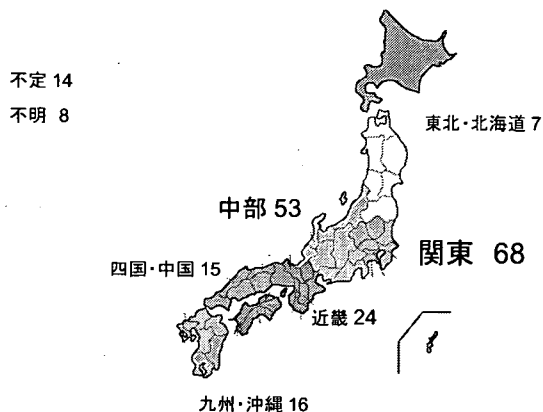 不定 14
不明 8
東北・北海道 7
中部 53
関東 68
四国・中国 15
近畿 24
九州・沖縄 16